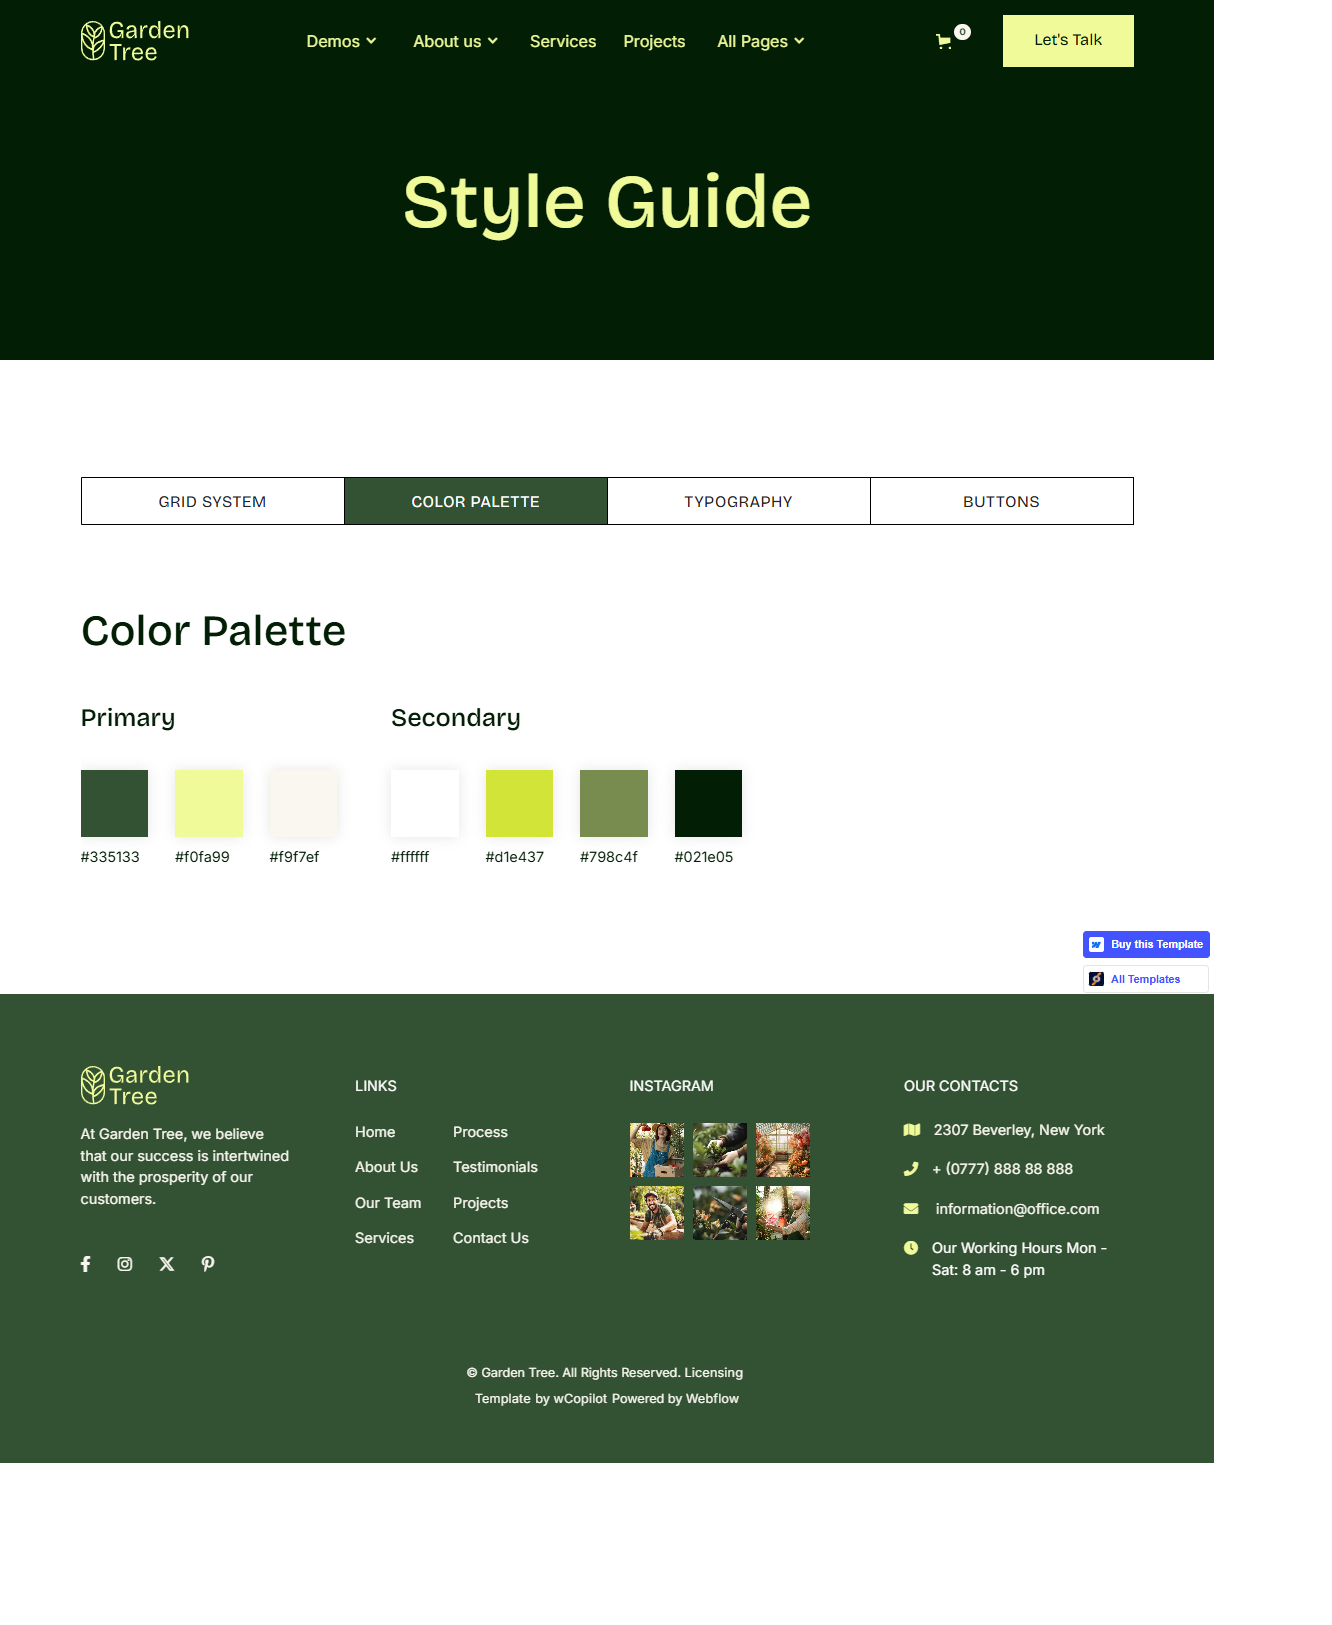 Garden
Tree
Demos
About us
Services
Projects
All Pages
0
Let's Talk
Style Guide
GRID SYSTEM
COLOR PALETTE
TYPOGRAPHY
BUTTONS
Color Palette
Primary
Secondary
#335133
#f0fa99
#f9f7ef
#ffffff
#d1e437
#798c4f
#021e05
Buy this Template
All Templates
Garden
Tree
At Garden Tree, we believe
that our success is intertwined
with the prosperity of our
customers.
LINKS
Home
About Us
Our Team
Services
Process
Testimonials
Projects
Contact Us
INSTAGRAM
OUR CONTACTS
2307 Beverley, New York
+ (0777) 888 88 888
information@office.com
Our Working Hours Mon -
Sat: 8 am - 6 pm
© Garden Tree. All Rights Reserved. Licensing
Template by wCopilot Powered by Webflow